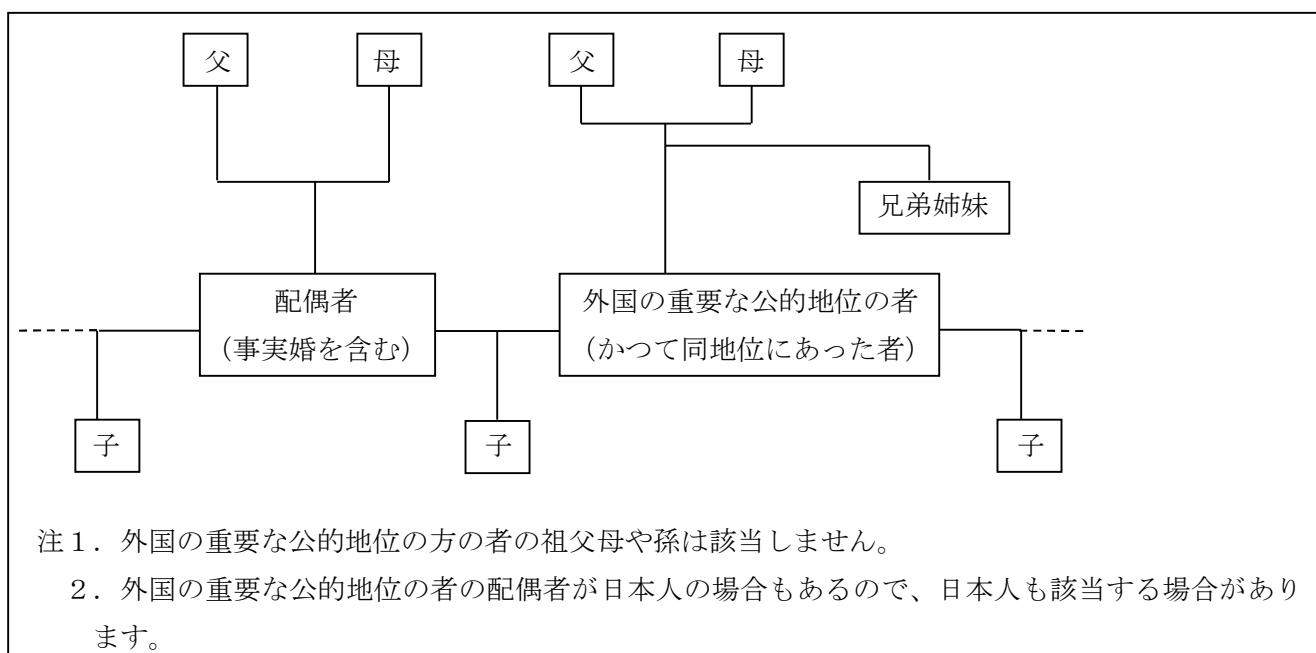 父
母
父
母
兄弟姉妹
配偶者
（事実婚を含む）
外国の重要な公的地位の者
（かつて同地位にあった者）
子
子
子
注１．外国の重要な公的地位の方の者の祖父母や孫は該当しません。
２．外国の重要な公的地位の者の配偶者が日本人の場合もあるので、日本人も該当する場合があり
ます。